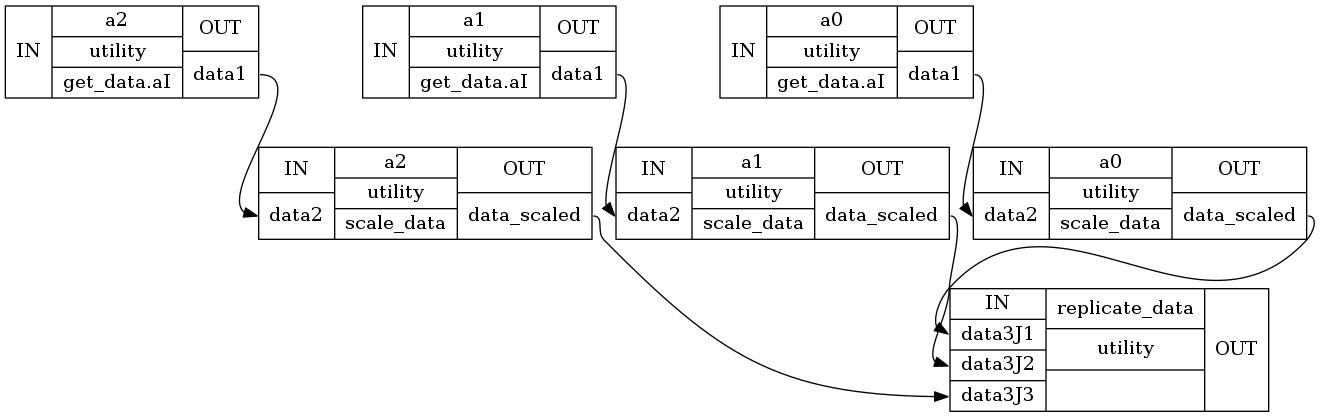 IN
a2
utility
get_data.aI
OUT
data1
IN
a1
utility
get_data.aI
OUT
data1
IN
a0
utility
get_data.aI
OUT
data1
IN
data2
a2
utility
scale_data
OUT
data_scaled
IN
data2
a1
utility
scale_data
OUT
data_scaled
IN
data2
a0
utility
scale_data
OUT
data_scaled
IN
data3J1
data3J2
data3J3
replicate_data
utility
OUT